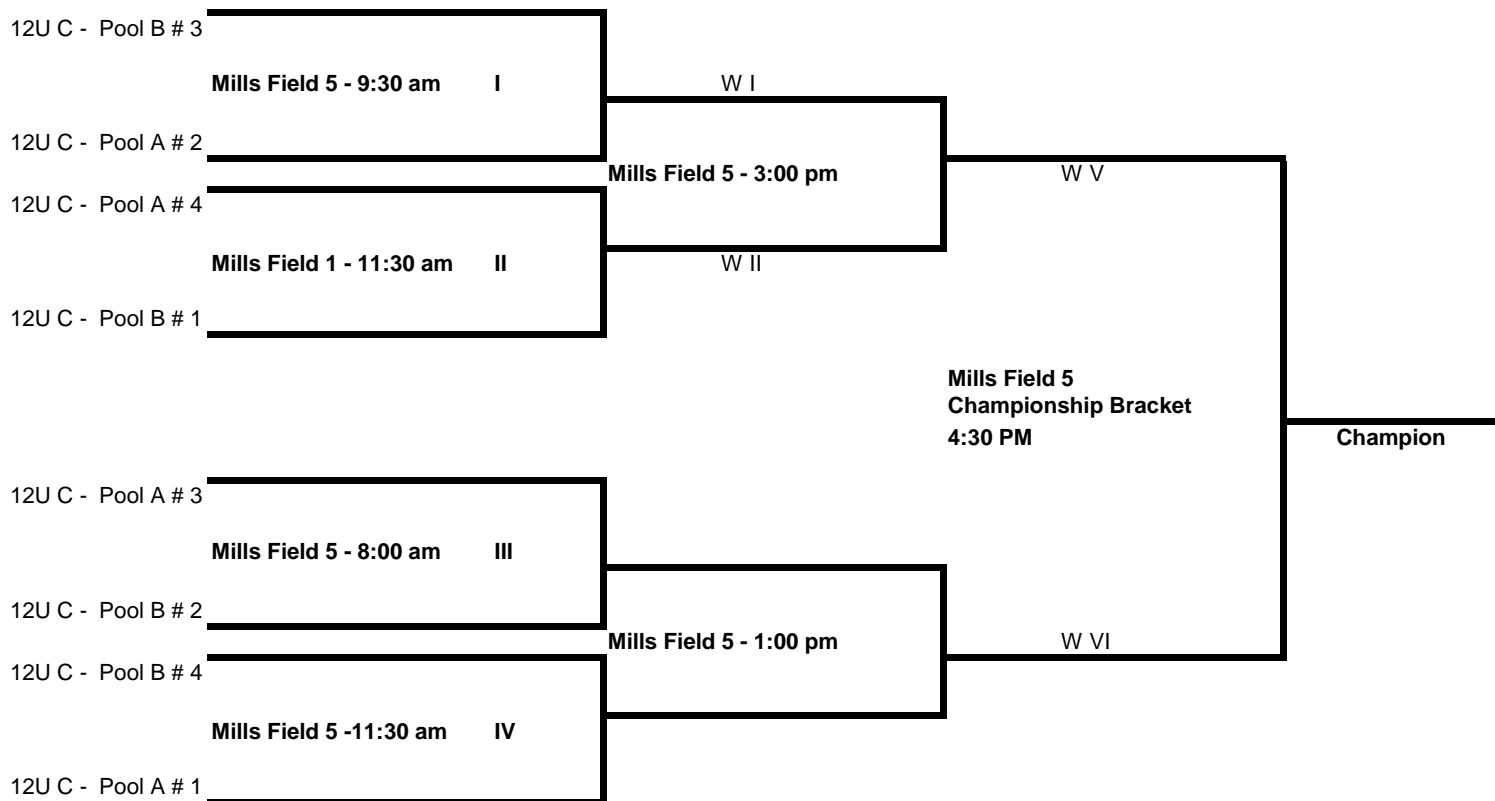 12U C - Pool B # 3
Mills Field 5 - 9:30 am I
W I
12U C - Pool A # 2
Mills Field 5 - 3:00 pm
W V
12U C - Pool A # 4
Mills Field 1 - 11:30 am II
W II
12U C - Pool B # 1
Mills Field 5
Championship Bracket
4:30 PM
Champion
12U C - Pool A # 3
Mills Field 5 - 8:00 am III
12U C - Pool B # 2
Mills Field 5 - 1:00 pm
W VI
12U C - Pool B # 4
Mills Field 5 -11:30 am IV
12U C - Pool A # 1